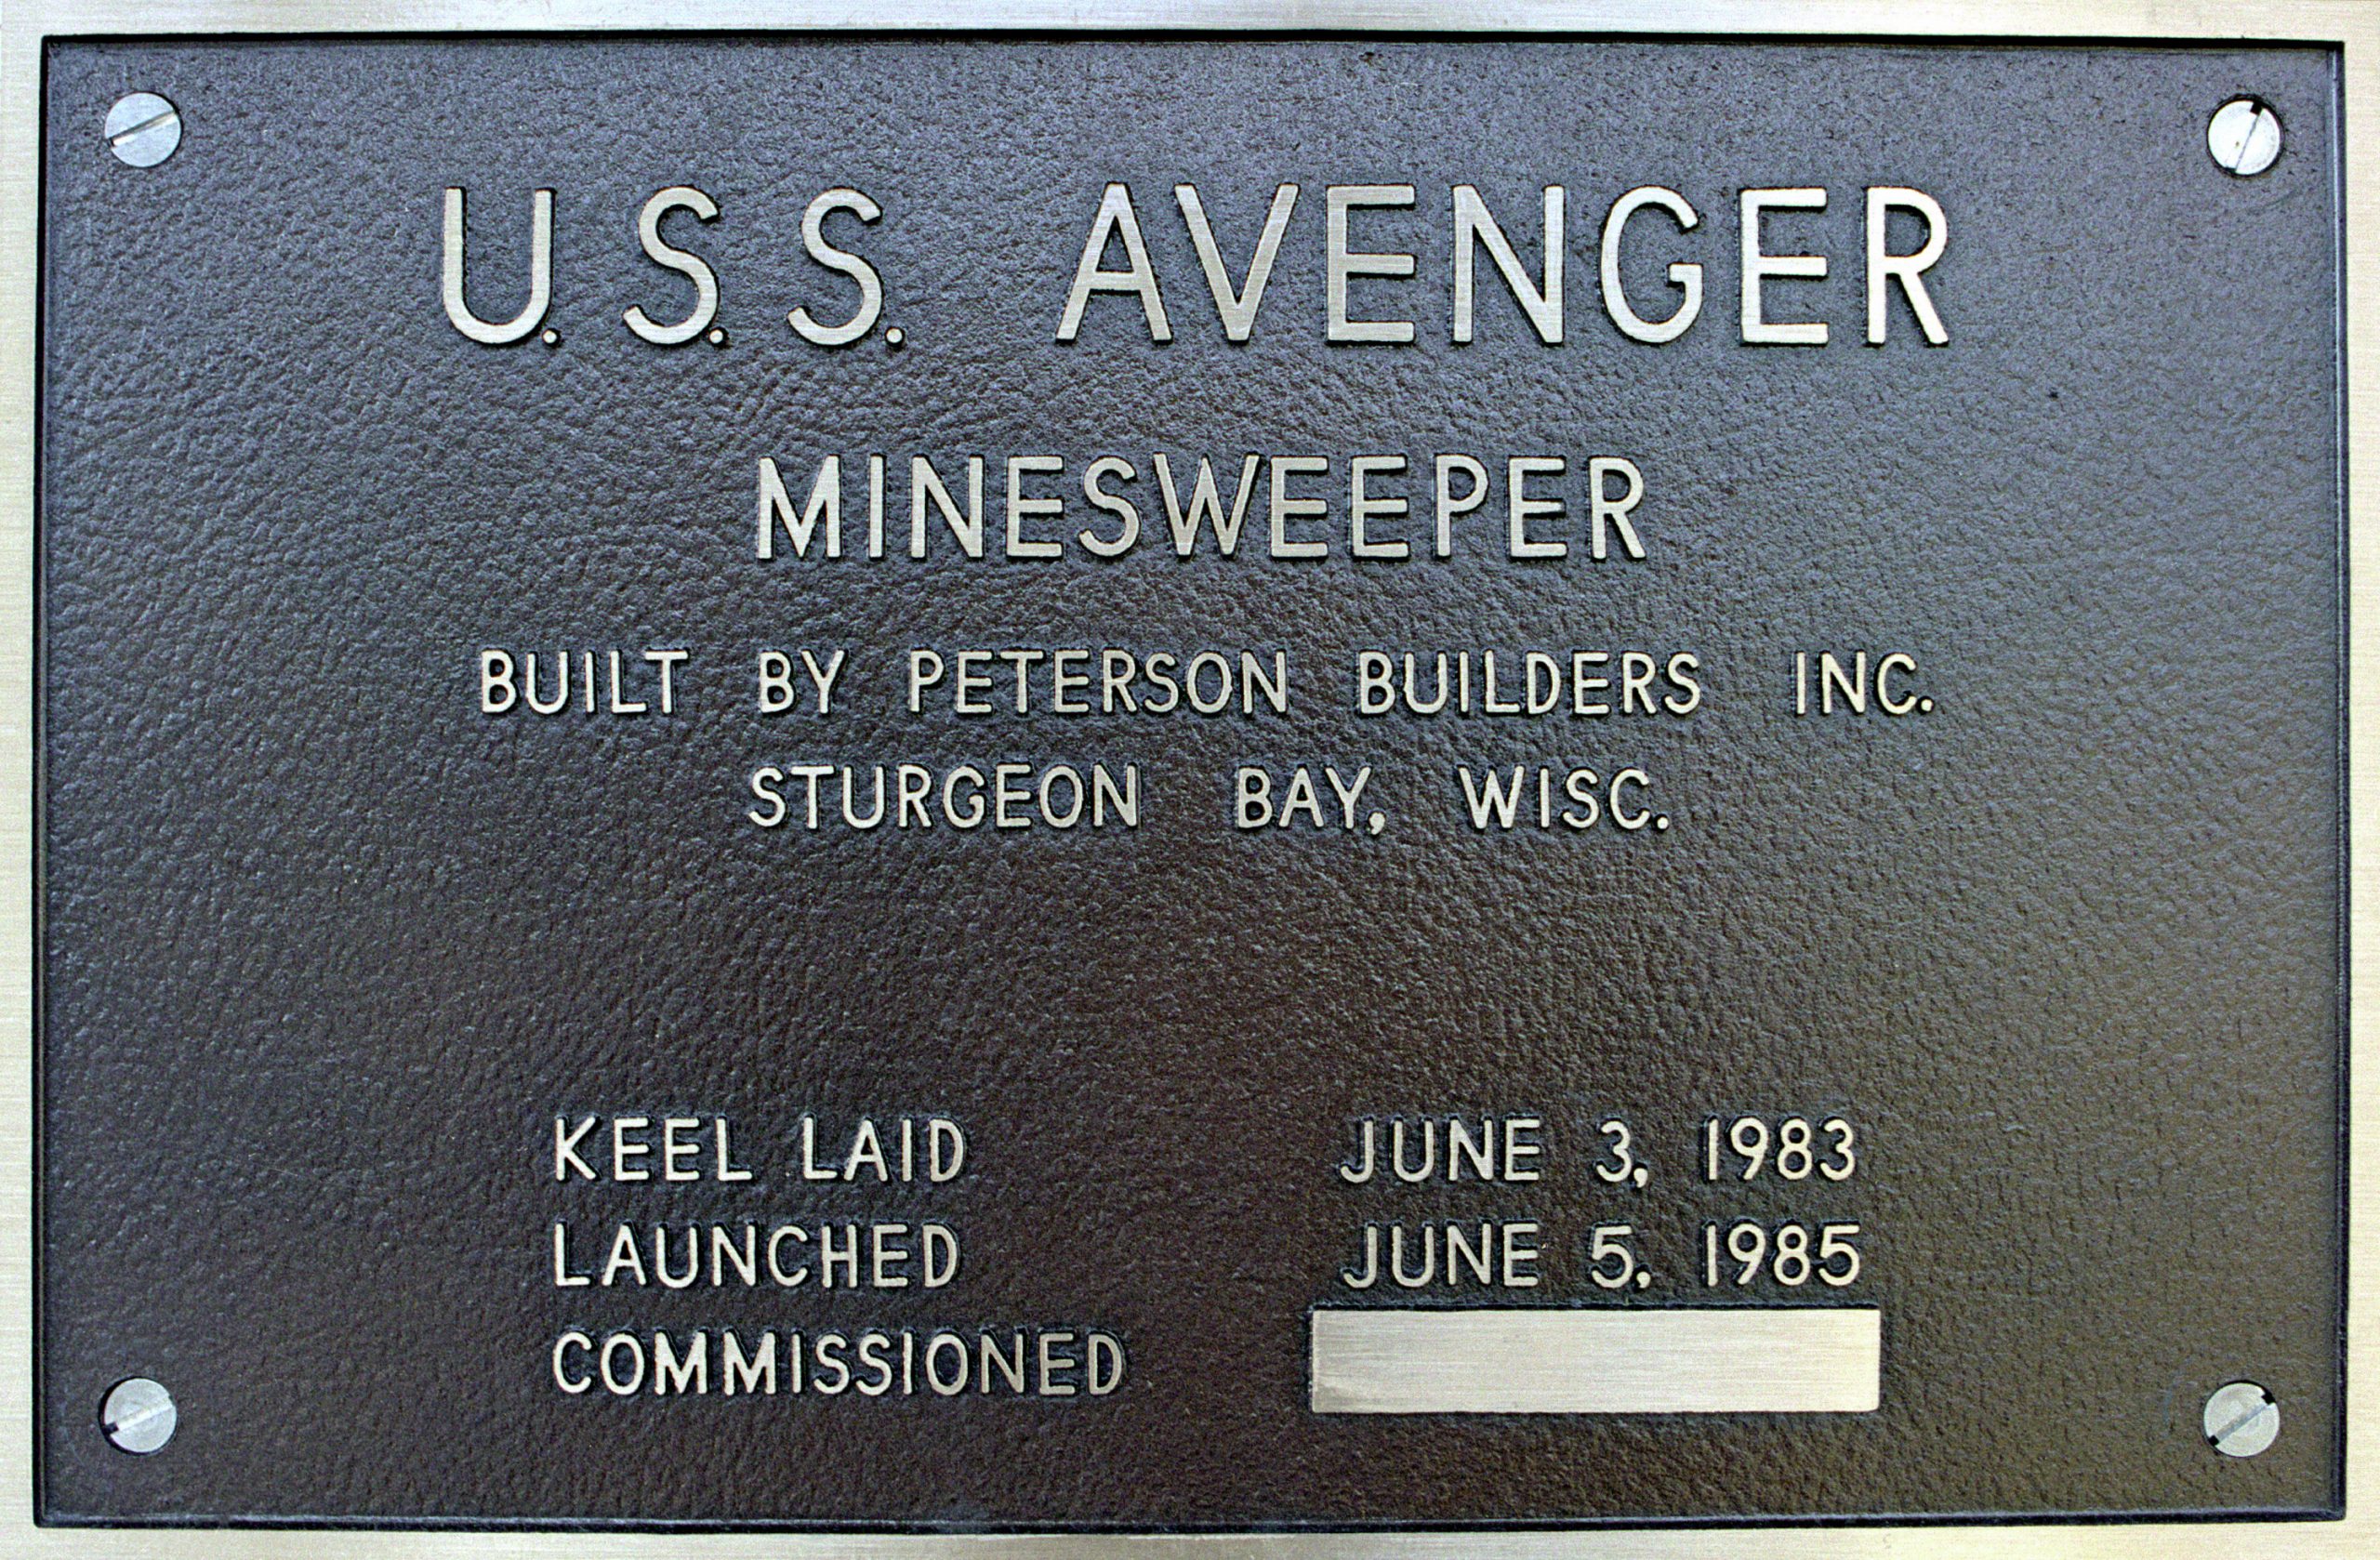 U.S.S. AVENGER
MINESWEEPER
BUILT BY PETERSON BUILDERS INC.
STURGEON BAY, WISC.
KEEL LAID JUNE 3, 1983
LAUNCHED JUNE 5, 1985
COMMISSIONED